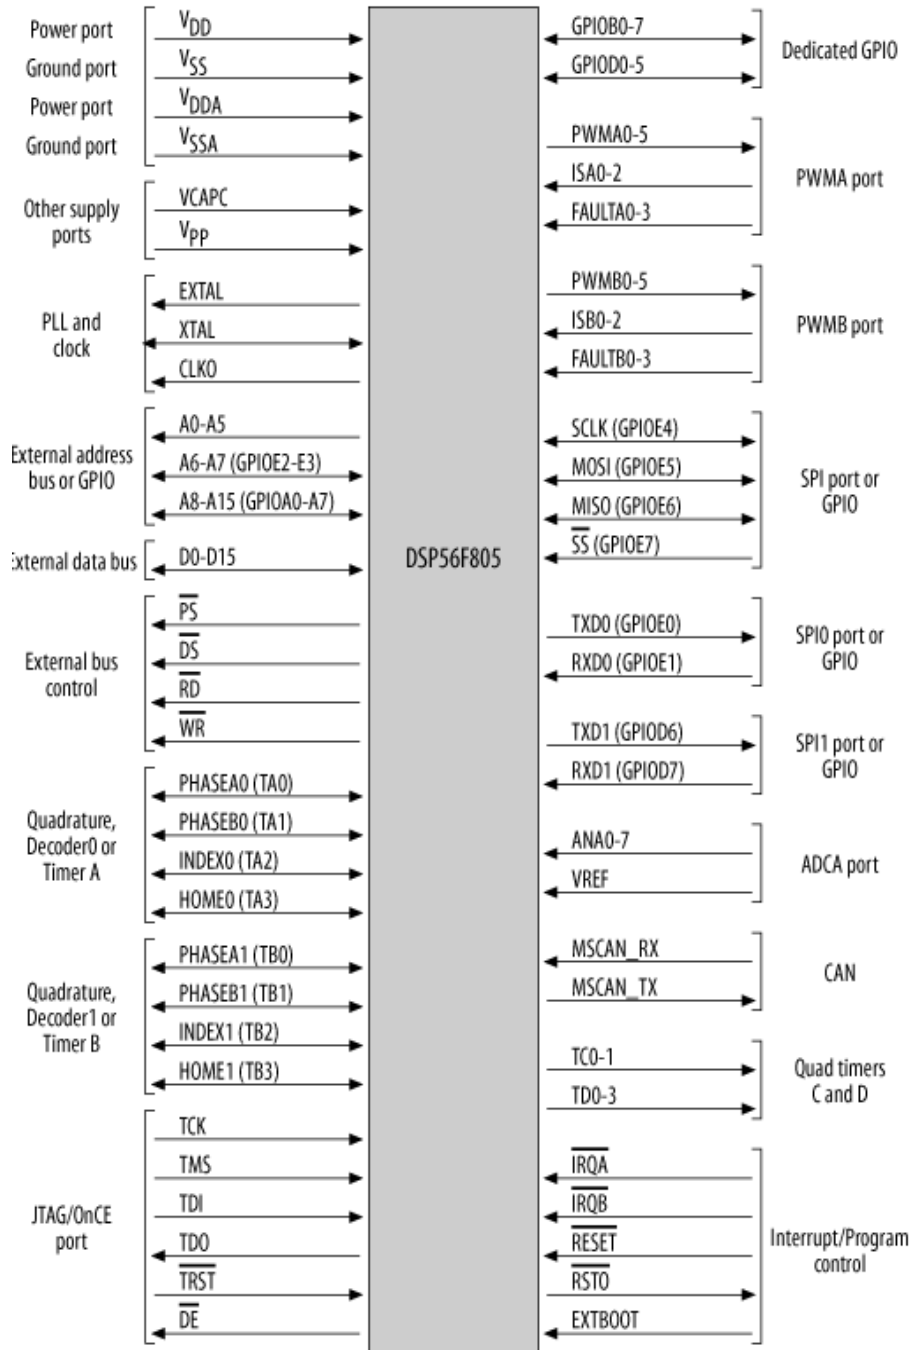 Power port
VDD
Ground port
VSS
Power port
VDDA
Ground port
VSSA
Other supply
ports
VCAPC
VPP
PLL and
clock
EXTAL
XTAL
CLKO
External address
bus or GPIO
A0-A5
A6-A7 (GPIOE2-E3)
A8-A15 (GPIOA0-A7)
External data bus
D0-D15
External bus
control
PS
DS
RD
WR
Quadrature,
Decoder0 or
Timer A
PHASEA0 (TA0)
PHASEB0 (TA1)
INDEX0 (TA2)
HOME0 (TA3)
Quadrature,
Decoder1 or
Timer B
PHASEA1 (TB0)
PHASEB1 (TB1)
INDEX1 (TB2)
HOME1 (TB3)
JTAG/OnCE
port
TCK
TMS
TDI
TDO
TRST
DE
DSP56F805
GPIOB0-7
GPIOD0-5
Dedicated GPIO
PWMA0-5
ISA0-2
FAULTA0-3
PWMA port
PWMB0-5
ISB0-2
FAULTB0-3
PWMB port
SCLK (GPIOE4)
MOSI (GPIOE5)
MISO (GPIOE6)
SS (GPIOE7)
SPI port or
GPIO
TXD0 (GPIOE0)
RXD0 (GPIOE1)
SPI0 port or
GPIO
TXD1 (GPIOD6)
RXD1 (GPIOD7)
SPI1 port or
GPIO
ANA0-7
VREF
ADCA port
MSCAN_RX
MSCAN_TX
CAN
TC0-1
TD0-3
Quad timers
C and D
IRQA
IRQB
RESET
RSTO
EXTBOOT
Interrupt/Program
control